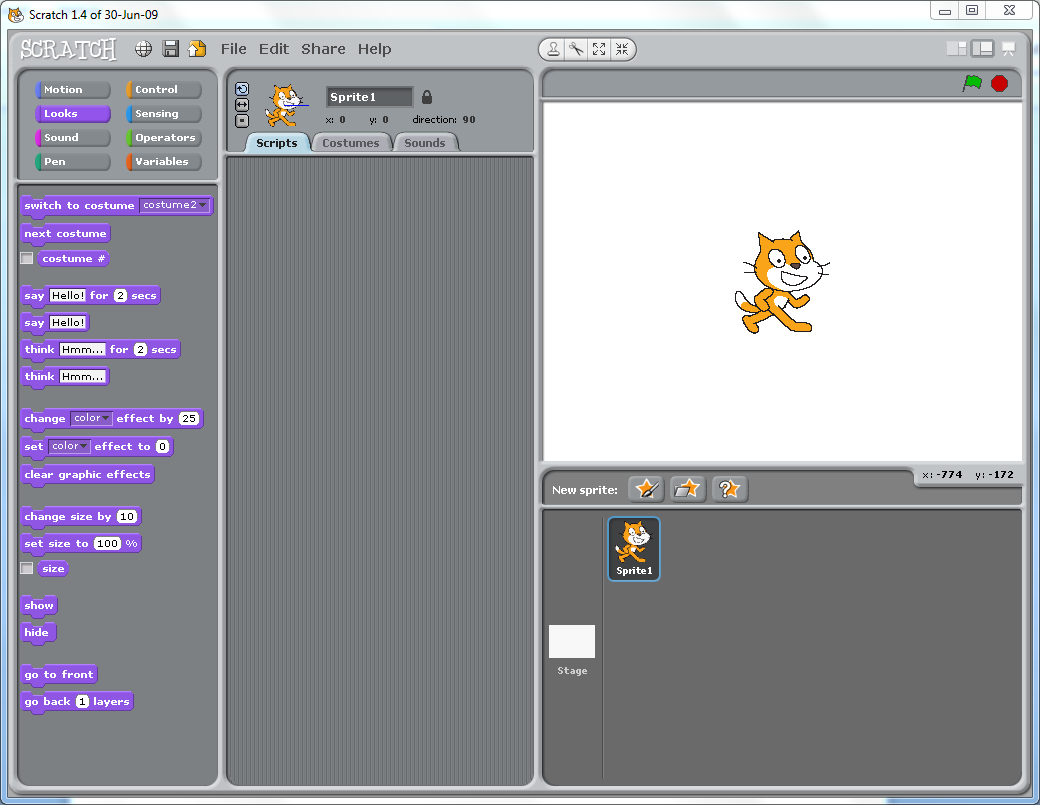 Scratch 1.4 of 30-Jun-09
SCRATCH File Edit Share Help
Motion Control
Looks Sensing
Sound Operators
Pen Variables
switch to costume costume2
next costume
costume #
say Hello! for 2 secs
say Hello!
think Hmm... for 2 secs
think Hmm...
change color effect by 25
set color effect to 0
clear graphic effects
change size by 10
set size to 100 %
size
show
hide
go to front
go back 1 layers
Sprite1
x: 0 y: 0 direction: 90
Scripts Costumes Sounds
x: -774 y: -172
New sprite:
Sprite1
Stage